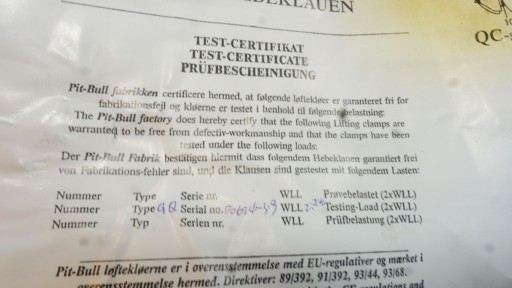 HEBEKLAUEN
QC-
TEST-CERTIFIKAT
TEST-CERTIFICATE
PRÜFBESCHEINIGUNG
Pit-Bull fabrikken certificere hermed, at følgende løftekløer er garanteret fri for
fabrikationsfejl og kløerne er testet i henhold til følgende belastning:
The Pit-Bull factory does hereby certify that the following Lifting clamps are
warranted to be free from defectiv-workmanship and that the clamps have been
tested under the following loads:
Der Pit-Bull Fabrik bestätigen hiermit dass folgendem Hebeklauen garantiert frei
von Fabrikations-fehler sind, und die Klausen sind gestestet mit folgendem Lasten:
Nummer Type Serie nr. WLL Prøvebelastet (2xWLL)
Nummer Type Serial no. WLL Testing-Load (2xWLL)
Nummer Typ Serien nr. WLL Prüfbelastung (2xWLL)
Pit-Bull løftekløerne er i overensstemmelse med EU-regulativer og mærket i
overensstemmelse hermed. Direktiver: 89/392, 91/392, 93/44, 93/68.